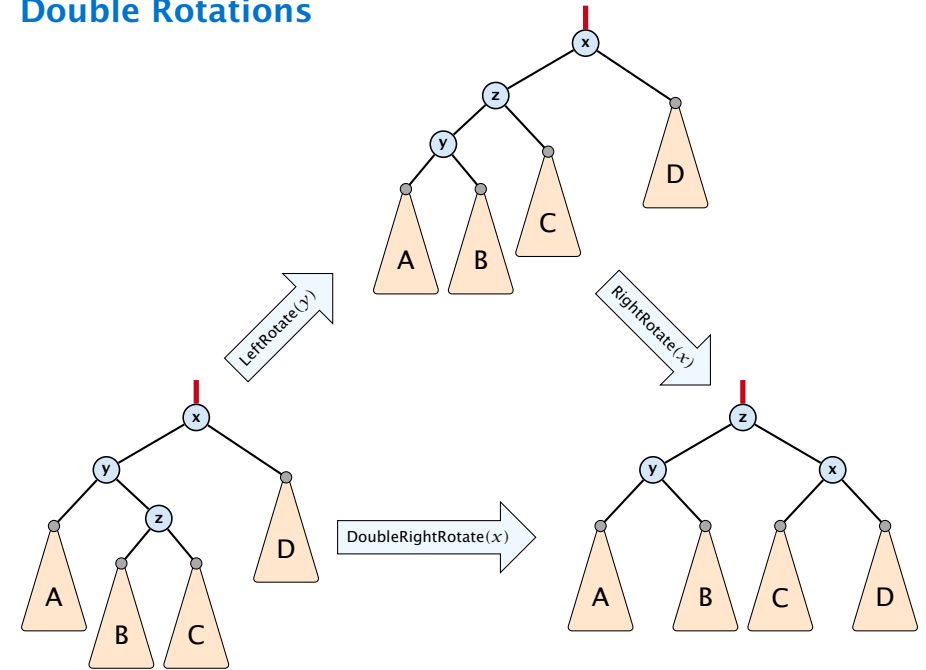 Double Rotations
x
z
y
D
C
A
B
LeftRotate(y)
RightRotate(x)
x
y
z
D
A
B
C
DoubleRightRotate(x)
z
y
x
A
B
C
D